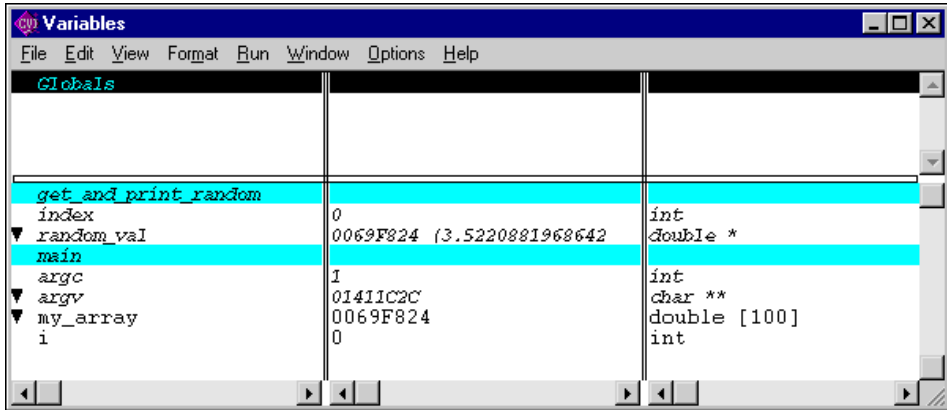 CVI Variables
File Edit View Format Run Window Options Help
Globals
get_and_print_random
index 0 int
random_val 0069F824 (3.5220881968642 double *
main
argc 1 int
argv 01411C2C char **
my_array 0069F824 double [100]
i 0 int